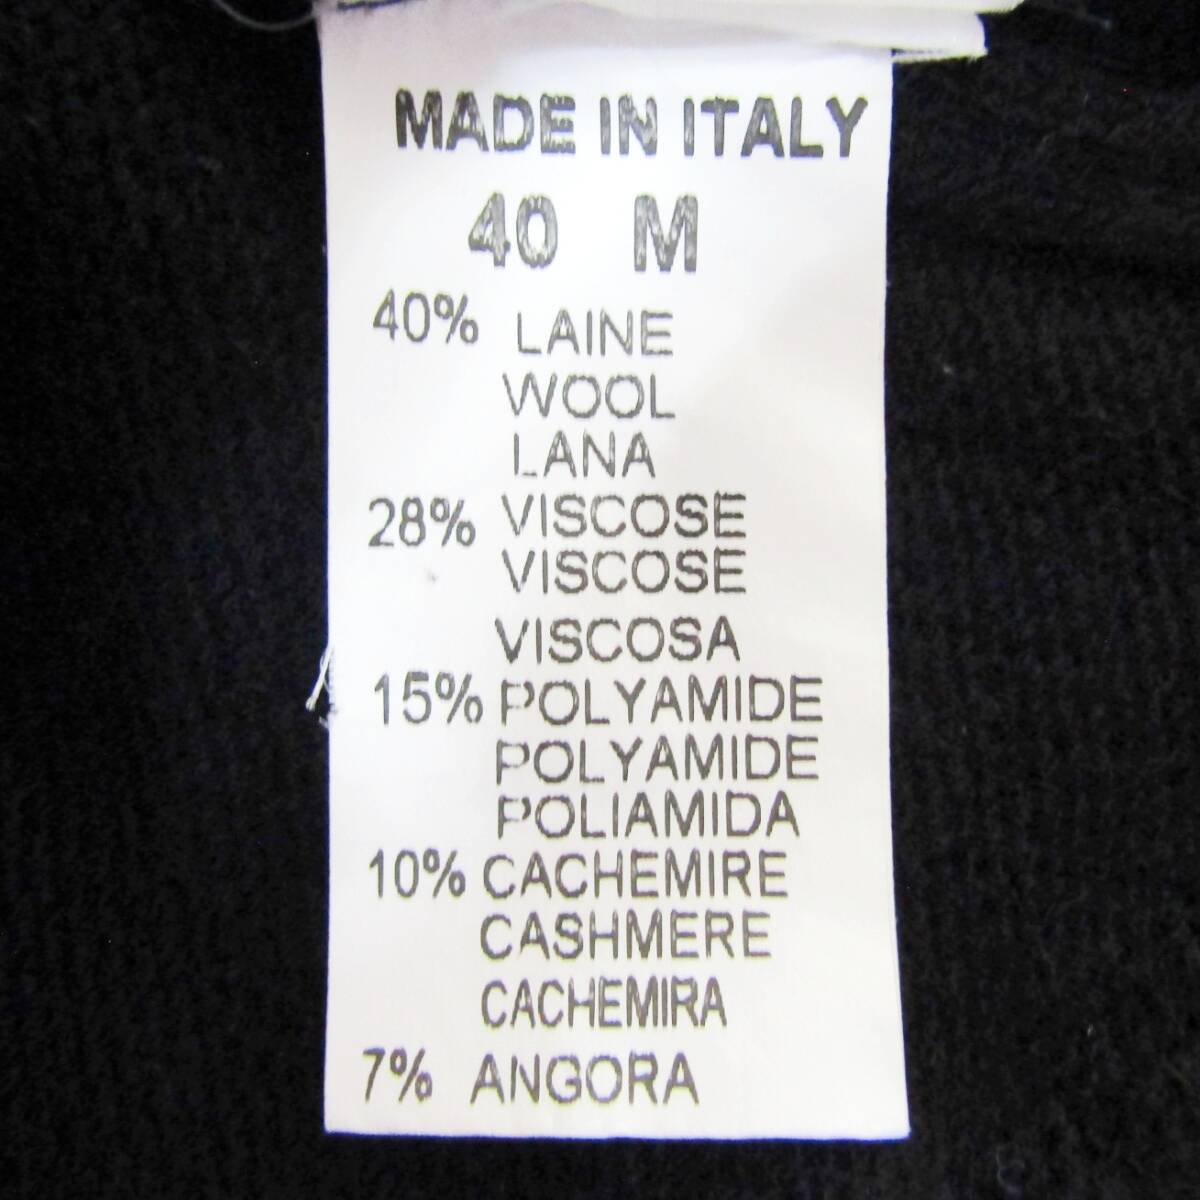 MADE IN ITALY
40 M
40% LAINE
WOOL
LANA
28% VISCOSE
VISCOSE
VISCOSA
15% POLYAMIDE
POLYAMIDE
POLIAMIDA
10% CACHEMIRE
CASHMERE
CACHEMIRA
7% ANGORA